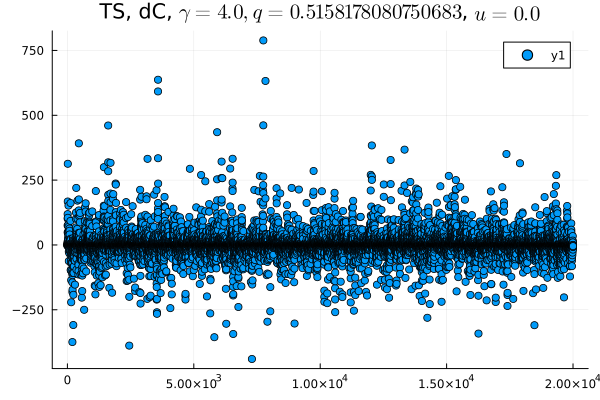 TS, dC, γ = 4.0, q = 0.5158178080750683, u = 0.0
y1
750
500
250
0
−250
0 5.00×10³ 1.00×10⁴ 1.50×10⁴ 2.00×10⁴